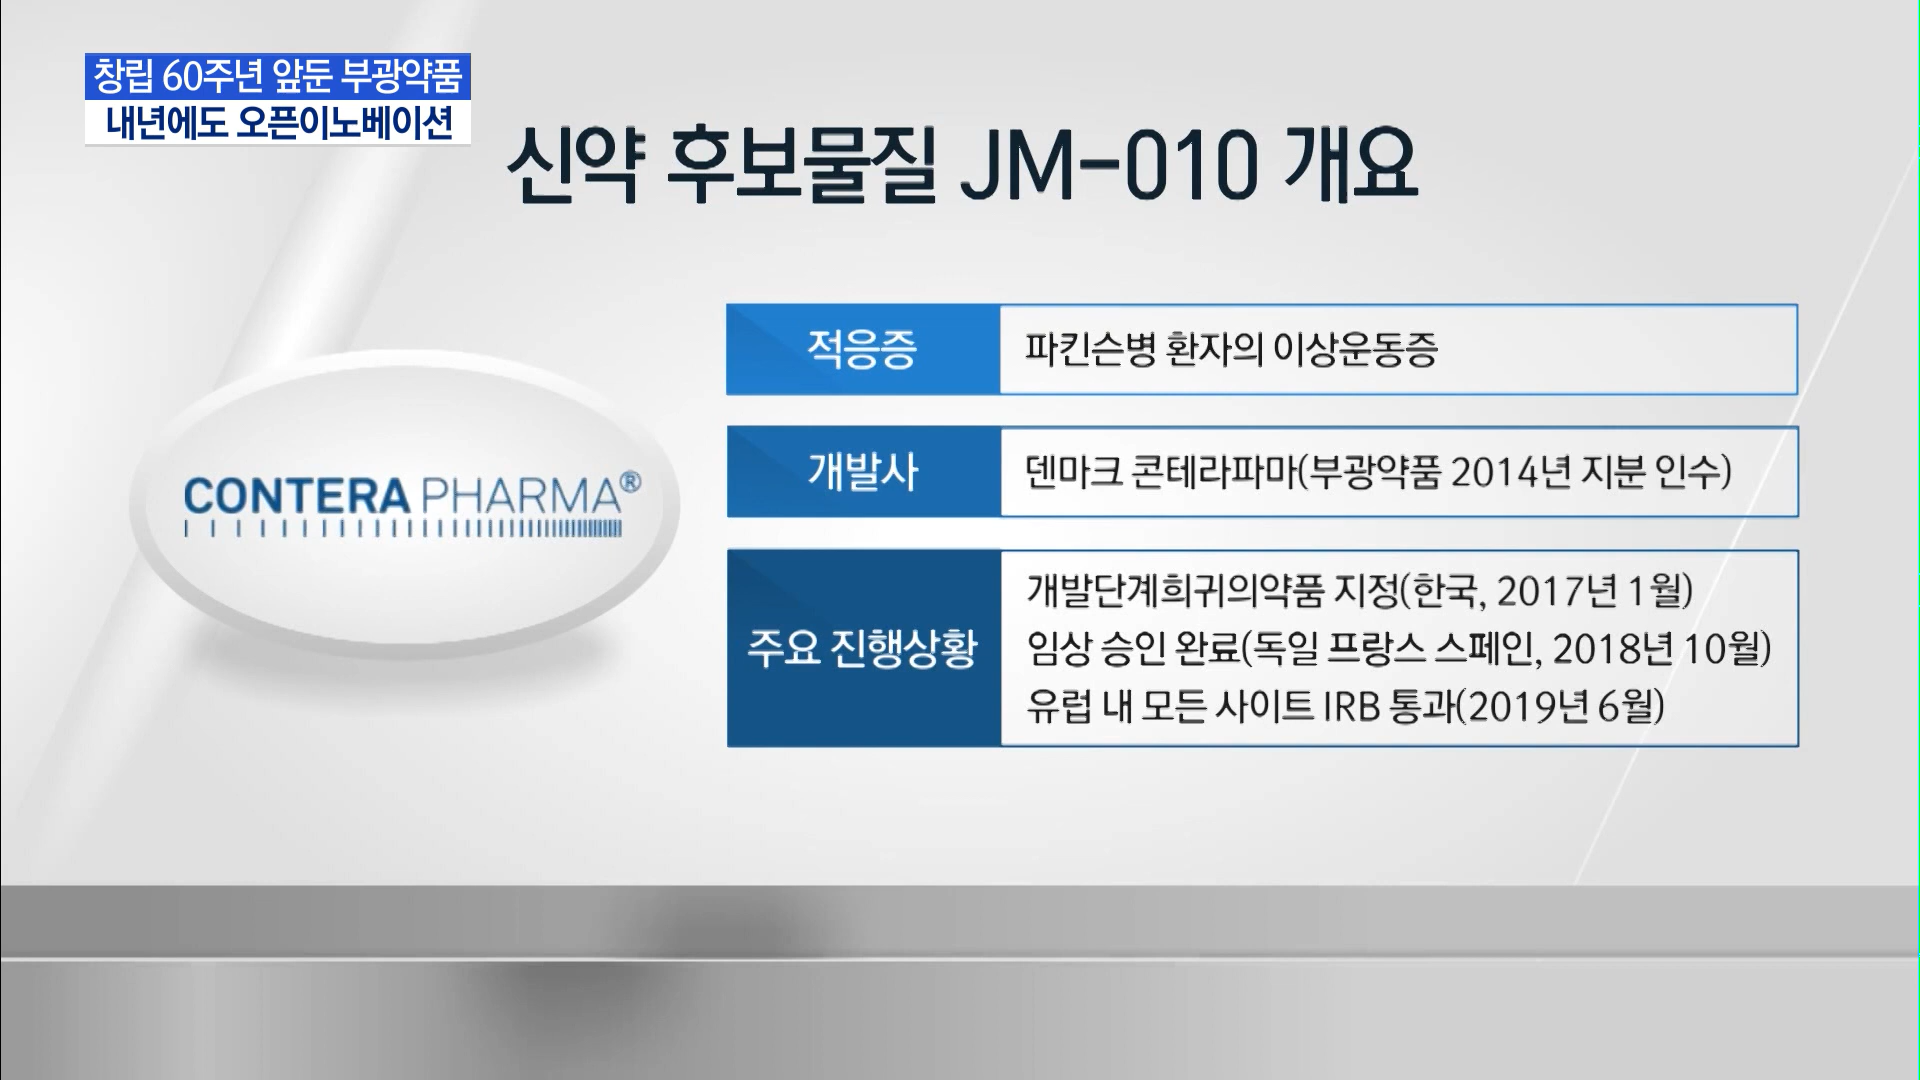 창립 60주년 앞둔 부광약품
내년에도 오픈이노베이션
신약 후보물질 JM-010 개요
CONTERA PHARMA®
적응증
파킨슨병 환자의 이상운동증
개발사
덴마크 콘테라파마(부광약품 2014년 지분 인수)
주요 진행상황
개발단계희귀의약품 지정(한국, 2017년 1월)
임상 승인 완료(독일 프랑스 스페인, 2018년 10월)
유럽 내 모든 사이트 IRB 통과(2019년 6월)